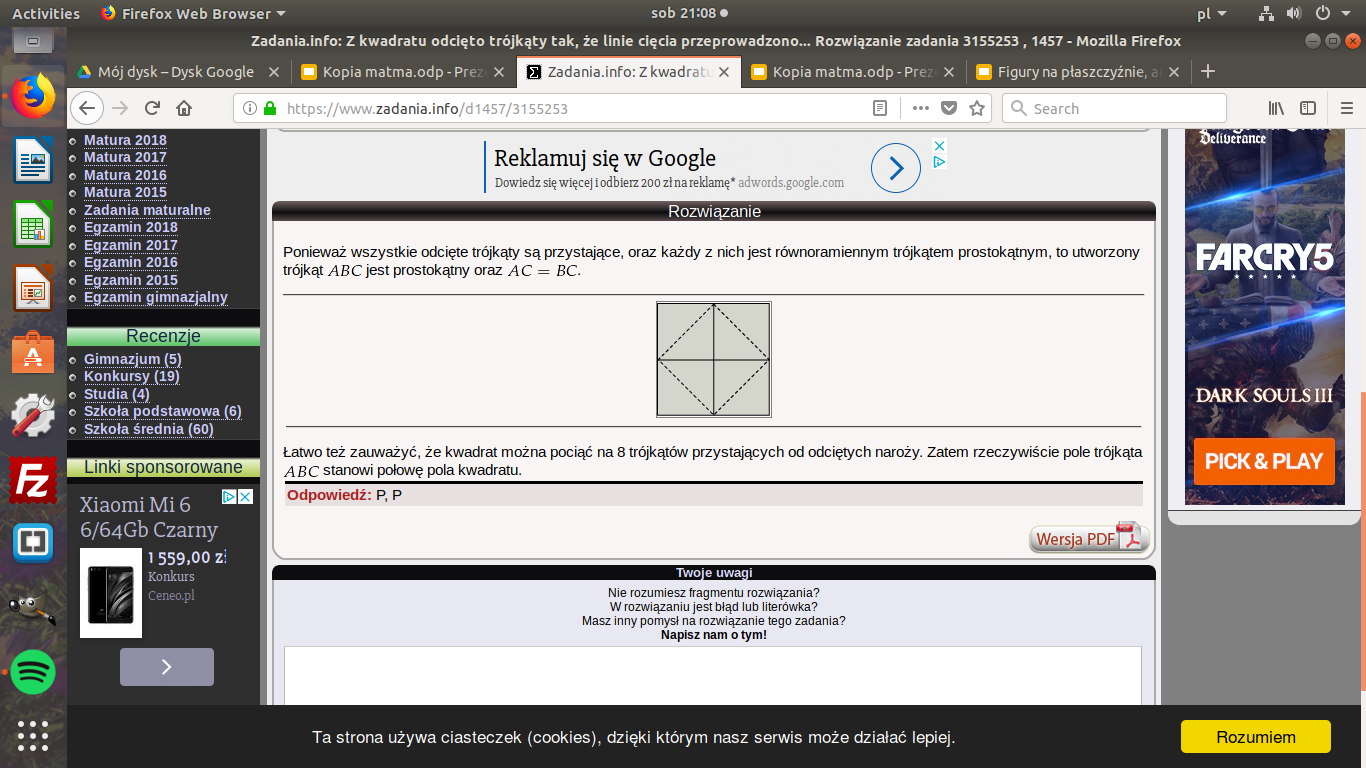 Activities Firefox Web Browser sob 21:08 pl
Zadania.info: Z kwadratu odcięto trójkąty tak, że linie cięcia przeprowadzono... Rozwiązanie zadania 3155253 , 1457 - Mozilla Firefox
Mój dysk – Dysk Google Kopia matma.odp - Preze Zadania.info: Z kwadratu Kopia matma.odp - Preze Figury na płaszczyźnie, a
https://www.zadania.info/d1457/3155253 Search
Matura 2018
Matura 2017
Matura 2016
Matura 2015
Zadania maturalne
Egzamin 2018
Egzamin 2017
Egzamin 2016
Egzamin 2015
Egzamin gimnazjalny
Recenzje
Gimnazjum (5)
Konkursy (19)
Studia (4)
Szkoła podstawowa (6)
Szkoła średnia (60)
Linki sponsorowane
Xiaomi Mi 6
6/64Gb Czarny
1 559,00 zł
Konkurs
Ceneo.pl
Reklamuj się w Google
Dowiedz się więcej i odbierz 200 zł na reklamę* adwords.google.com
Rozwiązanie
Ponieważ wszystkie odcięte trójkąty są przystające, oraz każdy z nich jest równoramiennym trójkątem prostokątnym, to utworzony
trójkąt ABC jest prostokątny oraz AC = BC.
Łatwo też zauważyć, że kwadrat można pociąć na 8 trójkątów przystających od odciętych naroży. Zatem rzeczywiście pole trójkąta
ABC stanowi połowę pola kwadratu.
Odpowiedź: P, P
Wersja PDF
Twoje uwagi
Nie rozumiesz fragmentu rozwiązania?
W rozwiązaniu jest błąd lub literówka?
Masz inny pomysł na rozwiązanie tego zadania?
Napisz nam o tym!
Deliverance
FARCRY5
DARK SOULS III
PICK & PLAY
Ta strona używa ciasteczek (cookies), dzięki którym nasz serwis może działać lepiej.
Rozumiem